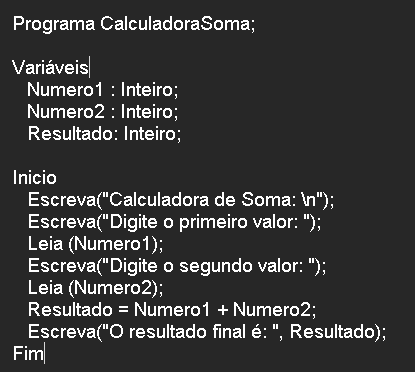 Programa CalculadoraSoma;
Variáveis
Numero1 : Inteiro;
Numero2 : Inteiro;
Resultado: Inteiro;
Inicio
Escreva("Calculadora de Soma: \n");
Escreva("Digite o primeiro valor: ");
Leia (Numero1);
Escreva("Digite o segundo valor: ");
Leia (Numero2);
Resultado = Numero1 + Numero2;
Escreva("O resultado final é: ", Resultado);
Fim